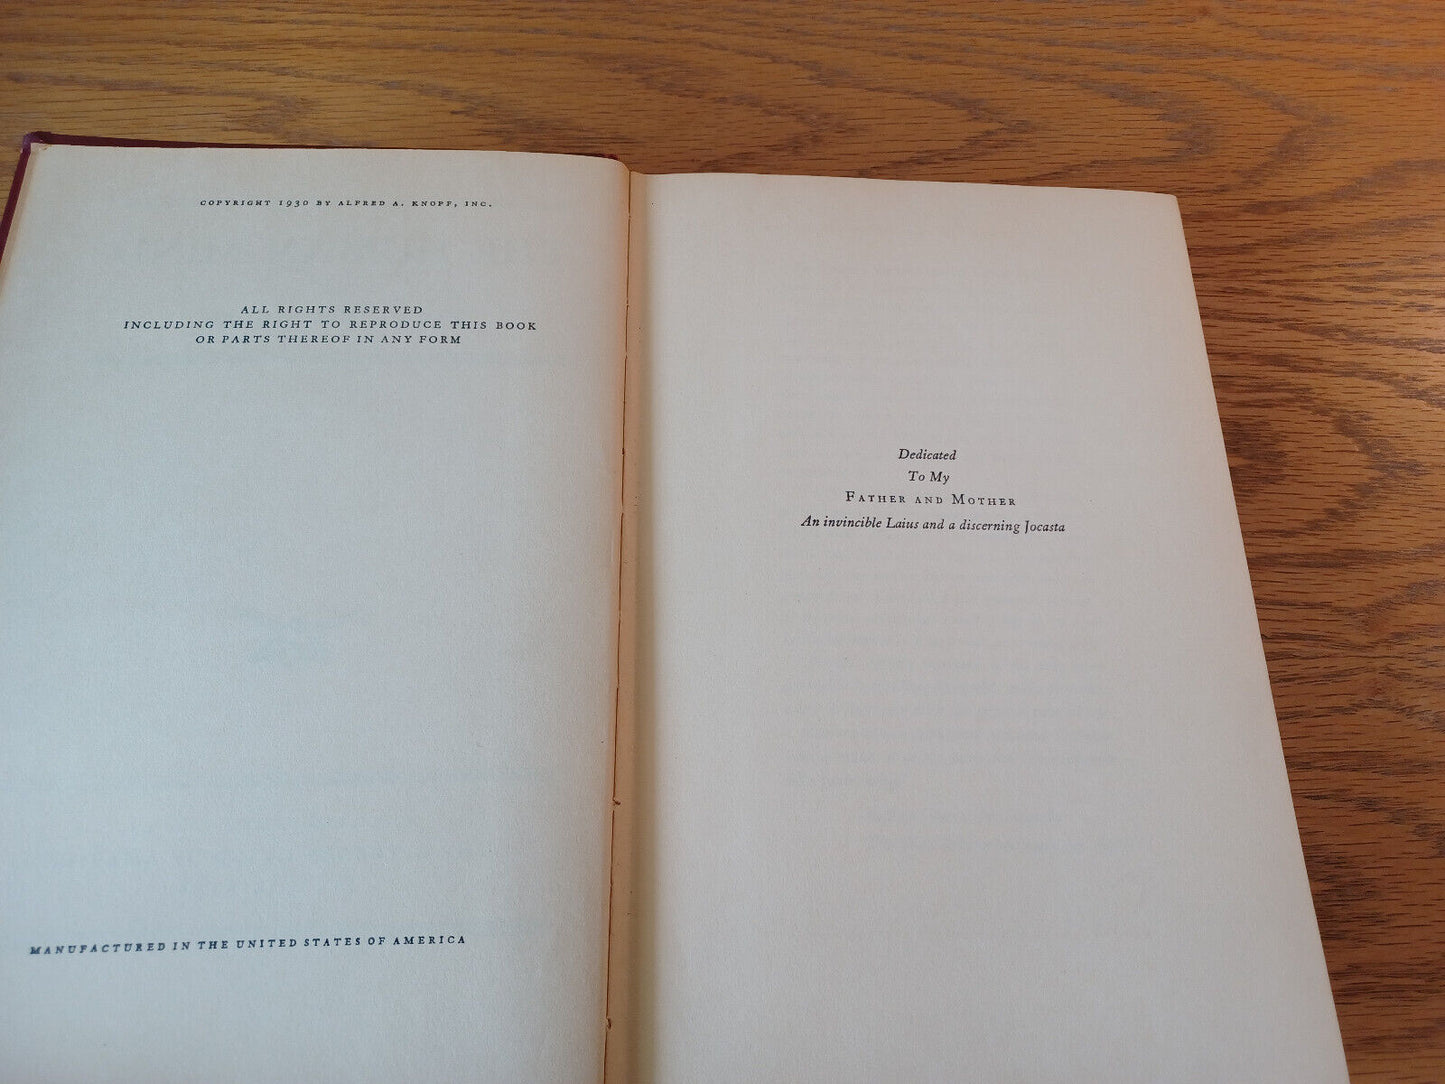 COPYRIGHT 1930 BY ALFRED A. KNOPF, INC.
ALL RIGHTS RESERVED
INCLUDING THE RIGHT TO REPRODUCE THIS BOOK
OR PARTS THEREOF IN ANY FORM
MANUFACTURED IN THE UNITED STATES OF AMERICA
Dedicated
To My
FATHER AND MOTHER
An invincible Laius and a discerning Jocasta